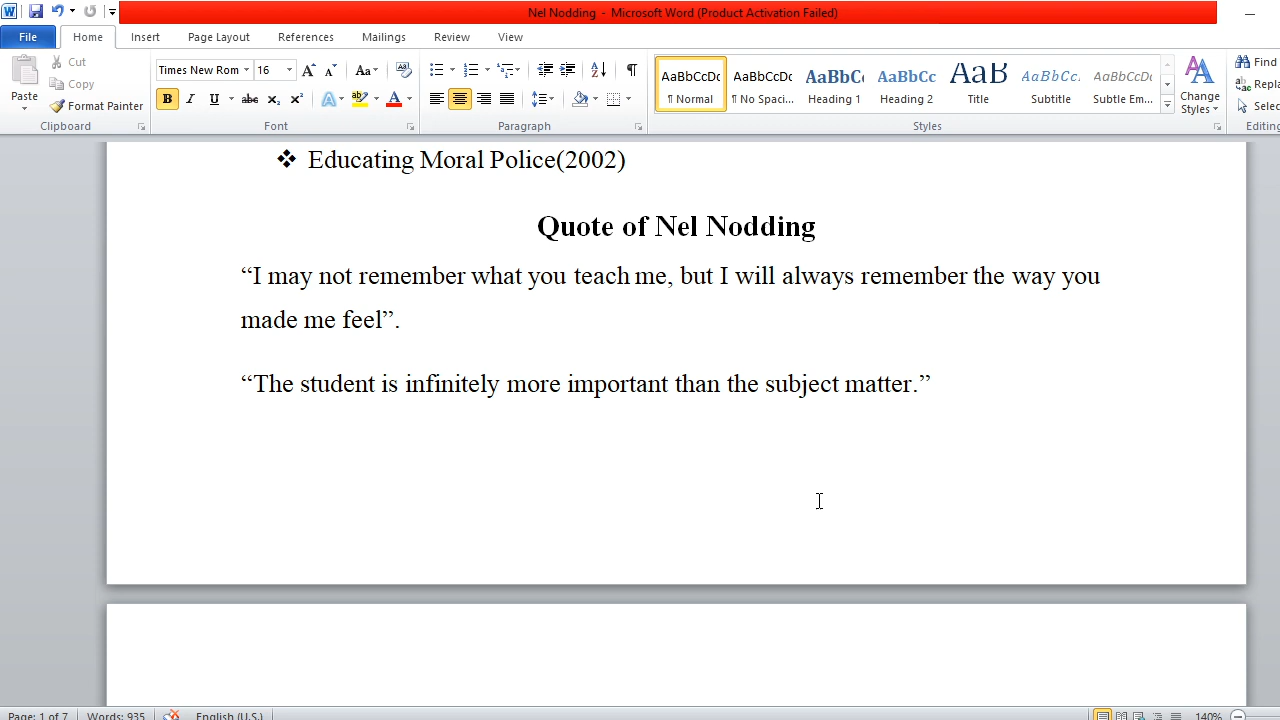 Nel Nodding - Microsoft Word (Product Activation Failed)
File Home Insert Page Layout References Mailings Review View
Paste Cut Copy Format Painter
Times New Rom 16
AaBbCcDc AaBbCcDc AaBbCc AaBbCc AaB AaBbCc. AaBbCcDc
¶ Normal ¶ No Spaci... Heading 1 Heading 2 Title Subtitle Subtle Em...
Change Styles
Find
Repla
Selec
Clipboard Font Paragraph Styles Editing
❖ Educating Moral Police(2002)
Quote of Nel Nodding
“I may not remember what you teach me, but I will always remember the way you
made me feel”.
“The student is infinitely more important than the subject matter.”
Page: 1 of 7 Words: 935 English (U.S.) 140%